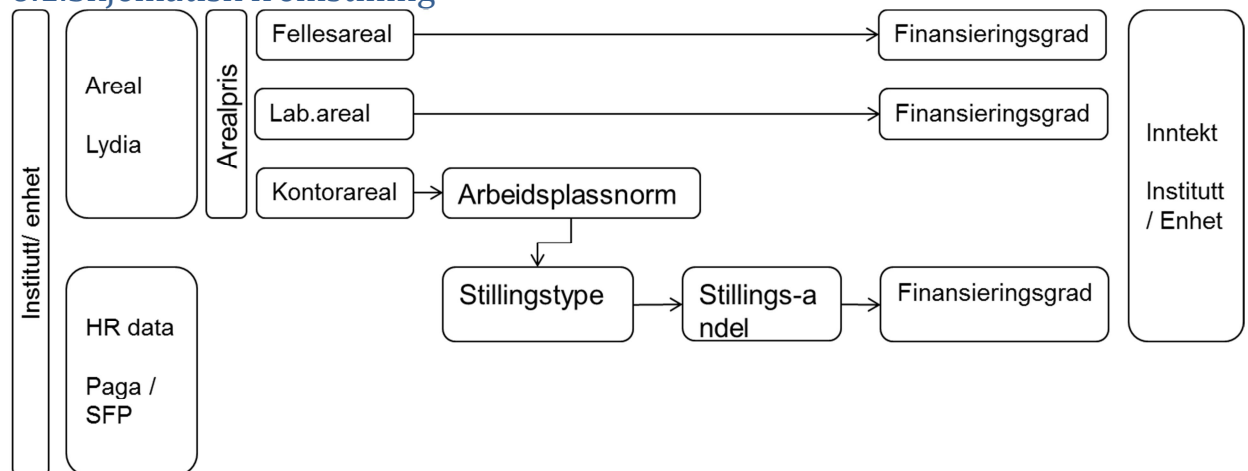 Institutt/ enhet
Areal
Lydia
HR data
Paga /
SFP
Arealpris
Fellesareal
Finansieringsgrad
Lab.areal
Finansieringsgrad
Kontorareal
Arbeidsplassnorm
Stillingstype
Stillings-a
ndel
Finansieringsgrad
Inntekt
Institutt
/ Enhet